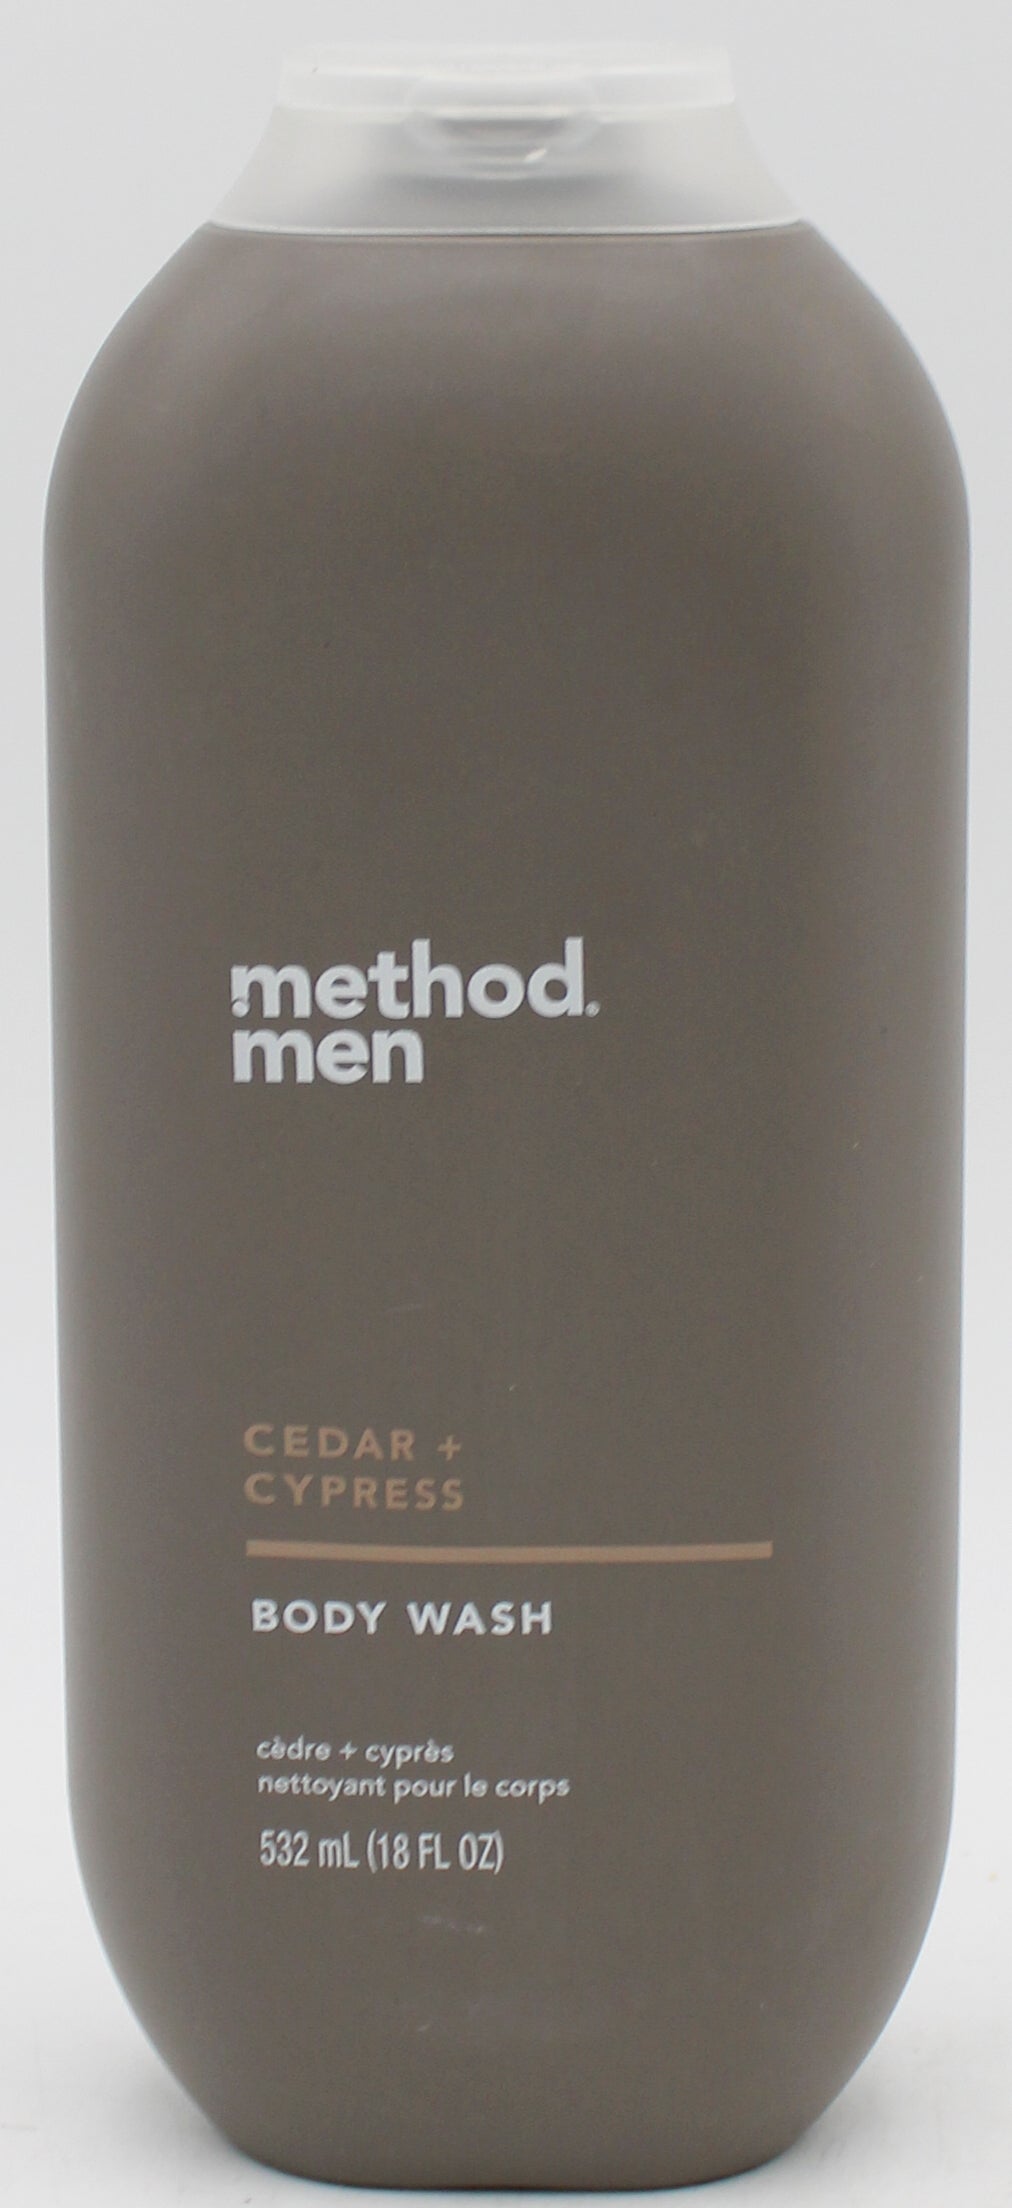 method.
men
CEDAR +
CYPRESS
BODY WASH
cèdre + cyprès
nettoyant pour le corps
532 mL (18 FL OZ)